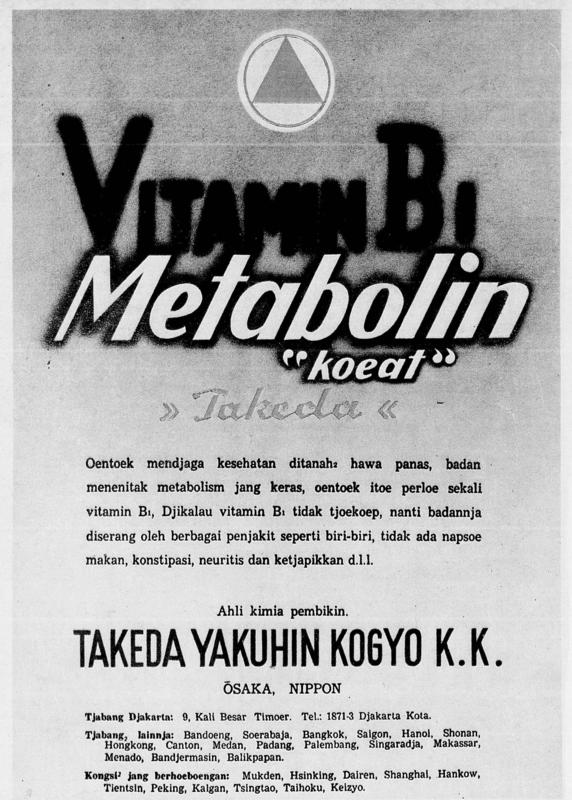 VITAMIN B1
Metabolin
"koeat"
» Takeda «
Oentoek mendjaga kesehatan ditanah2 hawa panas, badan
menenitak metabolism jang keras, oentoek itoe perloe sekali
vitamin B1, Djikalau vitamin B1 tidak tjoekoep, nanti badannja
diserang oleh berbagai penjakit seperti biri-biri, tidak ada napsoe
makan, konstipasi, neuritis dan ketjapikkan d.l.l.
Ahli kimia pembikin.
TAKEDA YAKUHIN KOGYO K.K.
ŌSAKA, NIPPON
Tjabang Djakarta: 9, Kali Besar Timoer. Tel.: 1871-3 Djakarta Kota.
Tjabang, lainnja: Bandoeng, Soerabaja, Bangkok, Saigon, Hanoi, Shonan,
Hongkong, Canton, Medan, Padang, Palembang, Singaradja, Makassar,
Menado, Bandjermasin, Balikpapan.
Kongsi2 jang berhoeboengan: Mukden, Hsinking, Dairen, Shanghai, Hankow,
Tientsin, Peking, Kalgan, Tsingtao, Taihoku, Keizyo.